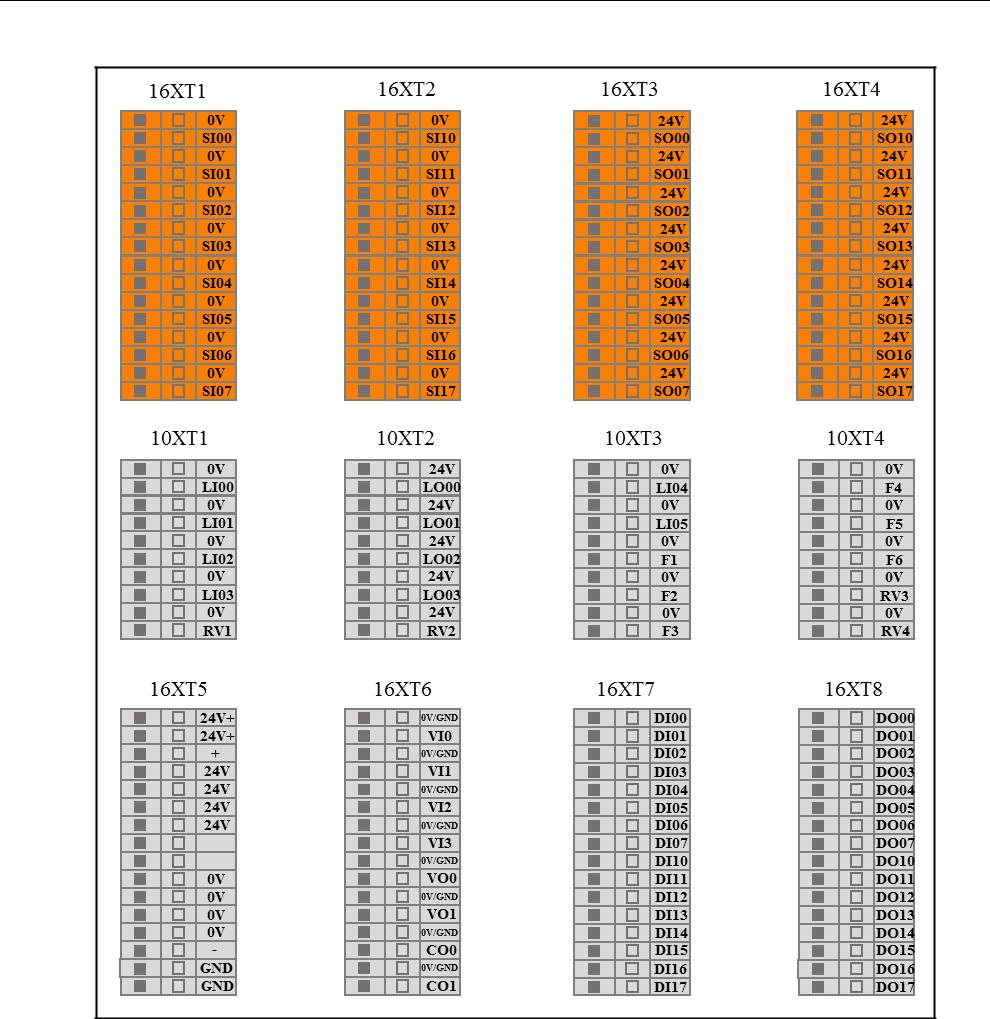 16XT1 16XT2 16XT3 16XT4
0V 0V 24V 24V
SI00 SI10 SO00 SO10
0V 0V 24V 24V
SI01 SI11 SO01 SO11
0V 0V 24V 24V
SI02 SI12 SO02 SO12
0V 0V 24V 24V
SI03 SI13 SO03 SO13
0V 0V 24V 24V
SI04 SI14 SO04 SO14
0V 0V 24V 24V
SI05 SI15 SO05 SO15
0V 0V 24V 24V
SI06 SI16 SO06 SO16
0V 0V 24V 24V
SI07 SI17 SO07 SO17
10XT1 10XT2 10XT3 10XT4
0V 24V 0V 0V
LI00 LO00 LI04 F4
0V 24V 0V 0V
LI01 LO01 LI05 F5
0V 24V 0V 0V
LI02 LO02 F1 F6
0V 24V 0V 0V
LI03 LO03 F2 RV3
0V 24V 0V 0V
RV1 RV2 F3 RV4
16XT5 16XT6 16XT7 16XT8
24V+ 0V/GND DI00 DO00
24V+ VI0 DI01 DO01
+ 0V/GND DI02 DO02
24V VI1 DI03 DO03
24V 0V/GND DI04 DO04
24V VI2 DI05 DO05
24V 0V/GND DI06 DO06
VI3 DI07 DO07
0V/GND DI10 DO10
0V VO0 DI11 DO11
0V 0V/GND DI12 DO12
0V VO1 DI13 DO13
0V 0V/GND DI14 DO14
- CO0 DI15 DO15
GND 0V/GND DI16 DO16
GND CO1 DI17 DO17